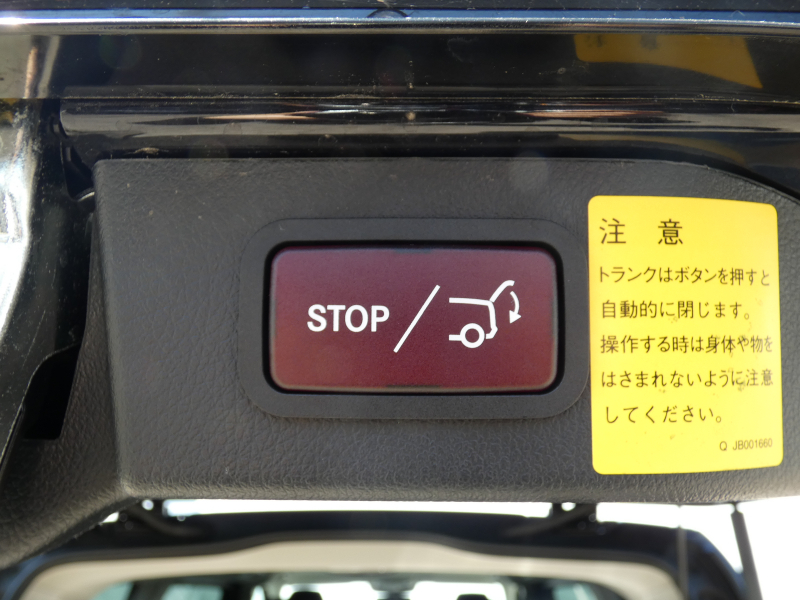 STOP
注 意
トランクはボタンを押すと
自動的に閉じます。
操作する時は身体や物を
はさまれないように注意
してください。
Q JB001660